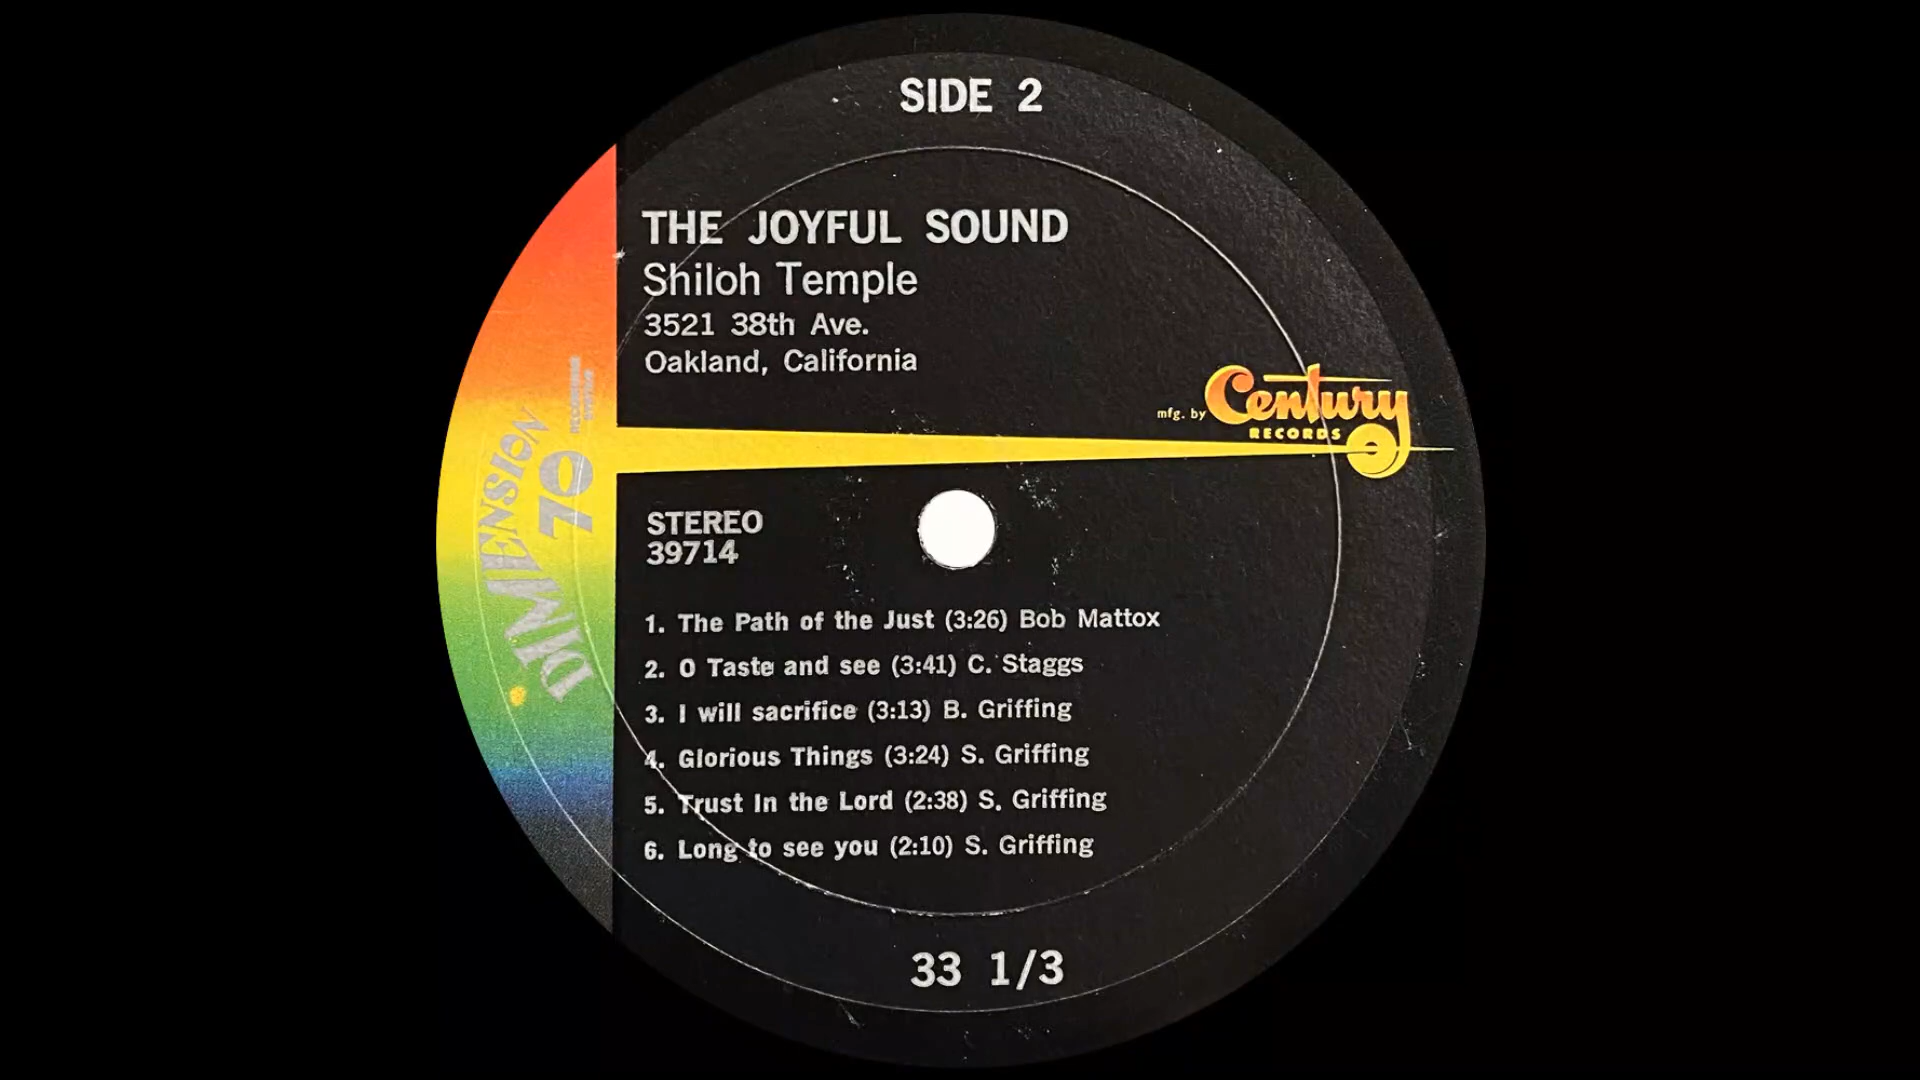 SIDE 2
THE JOYFUL SOUND
Shiloh Temple
3521 38th Ave.
Oakland, California
mfg. by Century
RECORDS
DIMENSION
70
RECORDING
SYSTEM
STEREO
39714
1. The Path of the Just (3:26) Bob Mattox
2. O Taste and see (3:41) C. Staggs
3. I will sacrifice (3:13) B. Griffing
4. Glorious Things (3:24) S. Griffing
5. Trust In the Lord (2:38) S. Griffing
6. Long to see you (2:10) S. Griffing
33 1/3